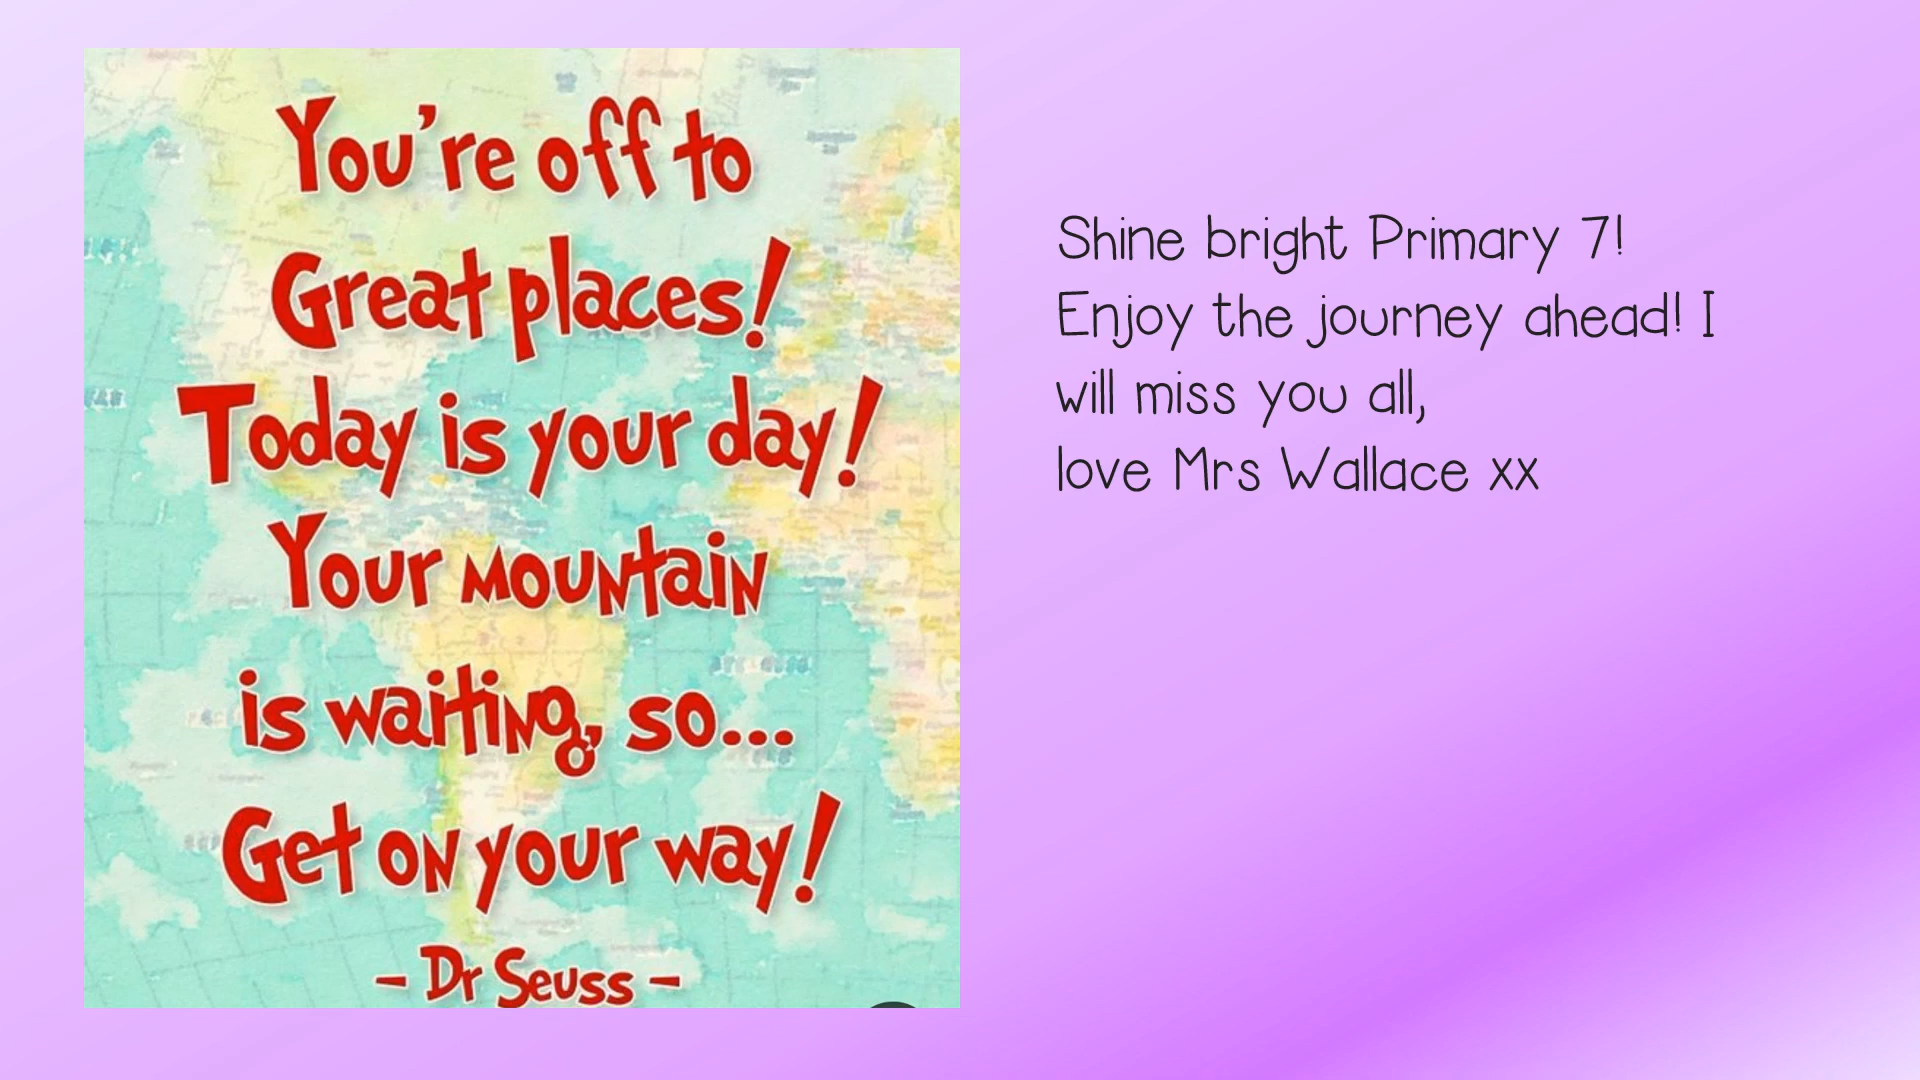 You're off to
Great places!
Today is your day!
Your mountain
is waiting, so...
Get on your way!
- Dr Seuss -
Shine bright Primary 7!
Enjoy the journey ahead! I
will miss you all,
love Mrs Wallace xx